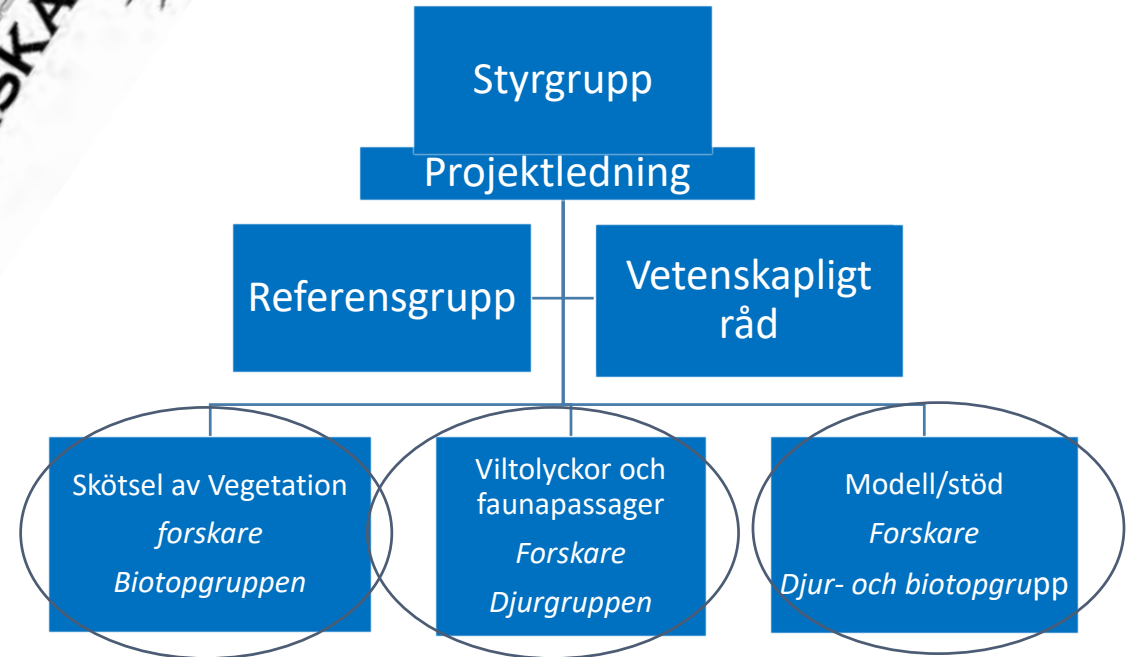 Styrgrupp
Projektledning
Referensgrupp
Vetenskapligt
råd
Skötsel av Vegetation
forskare
Biotopgruppen
Viltolyckor och
faunapassager
Forskare
Djurgruppen
Modell/stöd
Forskare
Djur- och biotopgrupp